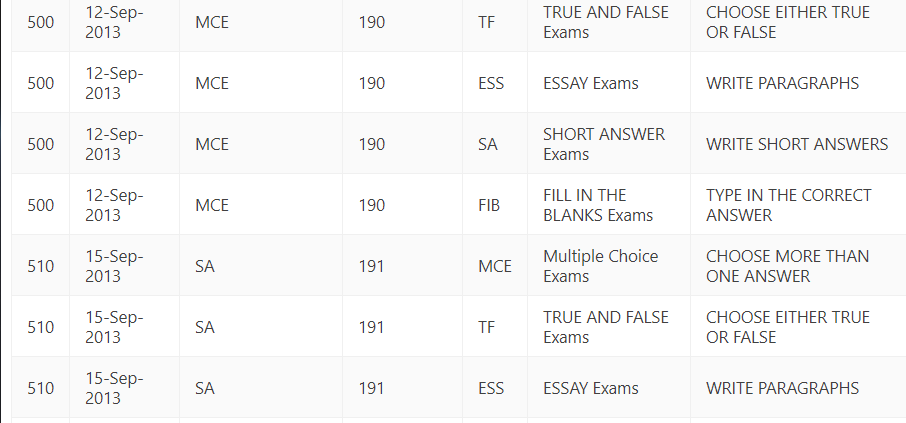 500 12-Sep- MCE 190 TF TRUE AND FALSE CHOOSE EITHER TRUE
2013 Exams OR FALSE
500 12-Sep- MCE 190 ESS ESSAY Exams WRITE PARAGRAPHS
2013
500 12-Sep- MCE 190 SA SHORT ANSWER WRITE SHORT ANSWERS
2013 Exams
500 12-Sep- MCE 190 FIB FILL IN THE TYPE IN THE CORRECT
2013 BLANKS Exams ANSWER
510 15-Sep- SA 191 MCE Multiple Choice CHOOSE MORE THAN
2013 Exams ONE ANSWER
510 15-Sep- SA 191 TF TRUE AND FALSE CHOOSE EITHER TRUE
2013 Exams OR FALSE
510 15-Sep- SA 191 ESS ESSAY Exams WRITE PARAGRAPHS
2013